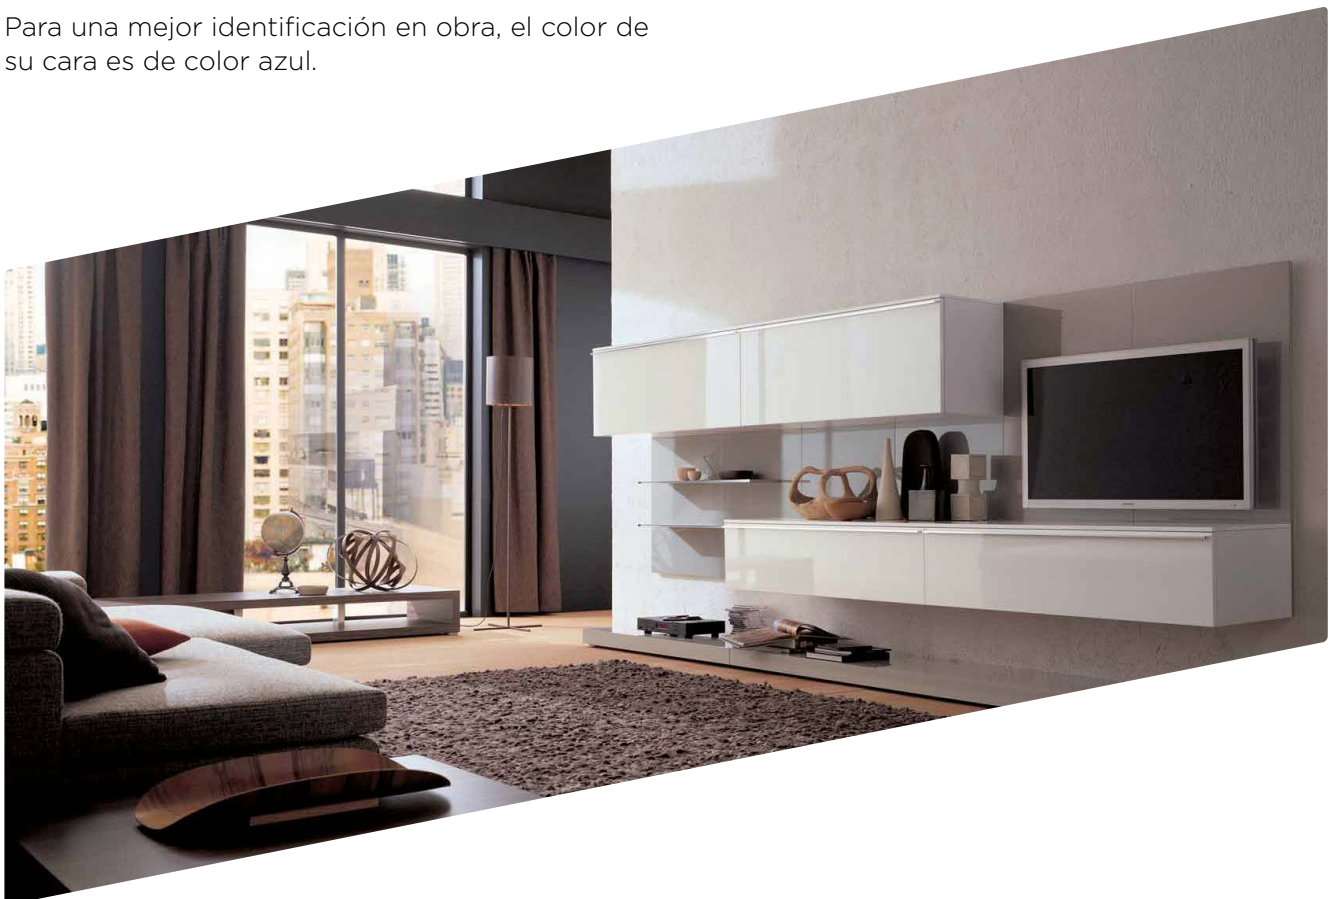 Para una mejor identificación en obra, el color de
su cara es de color azul.